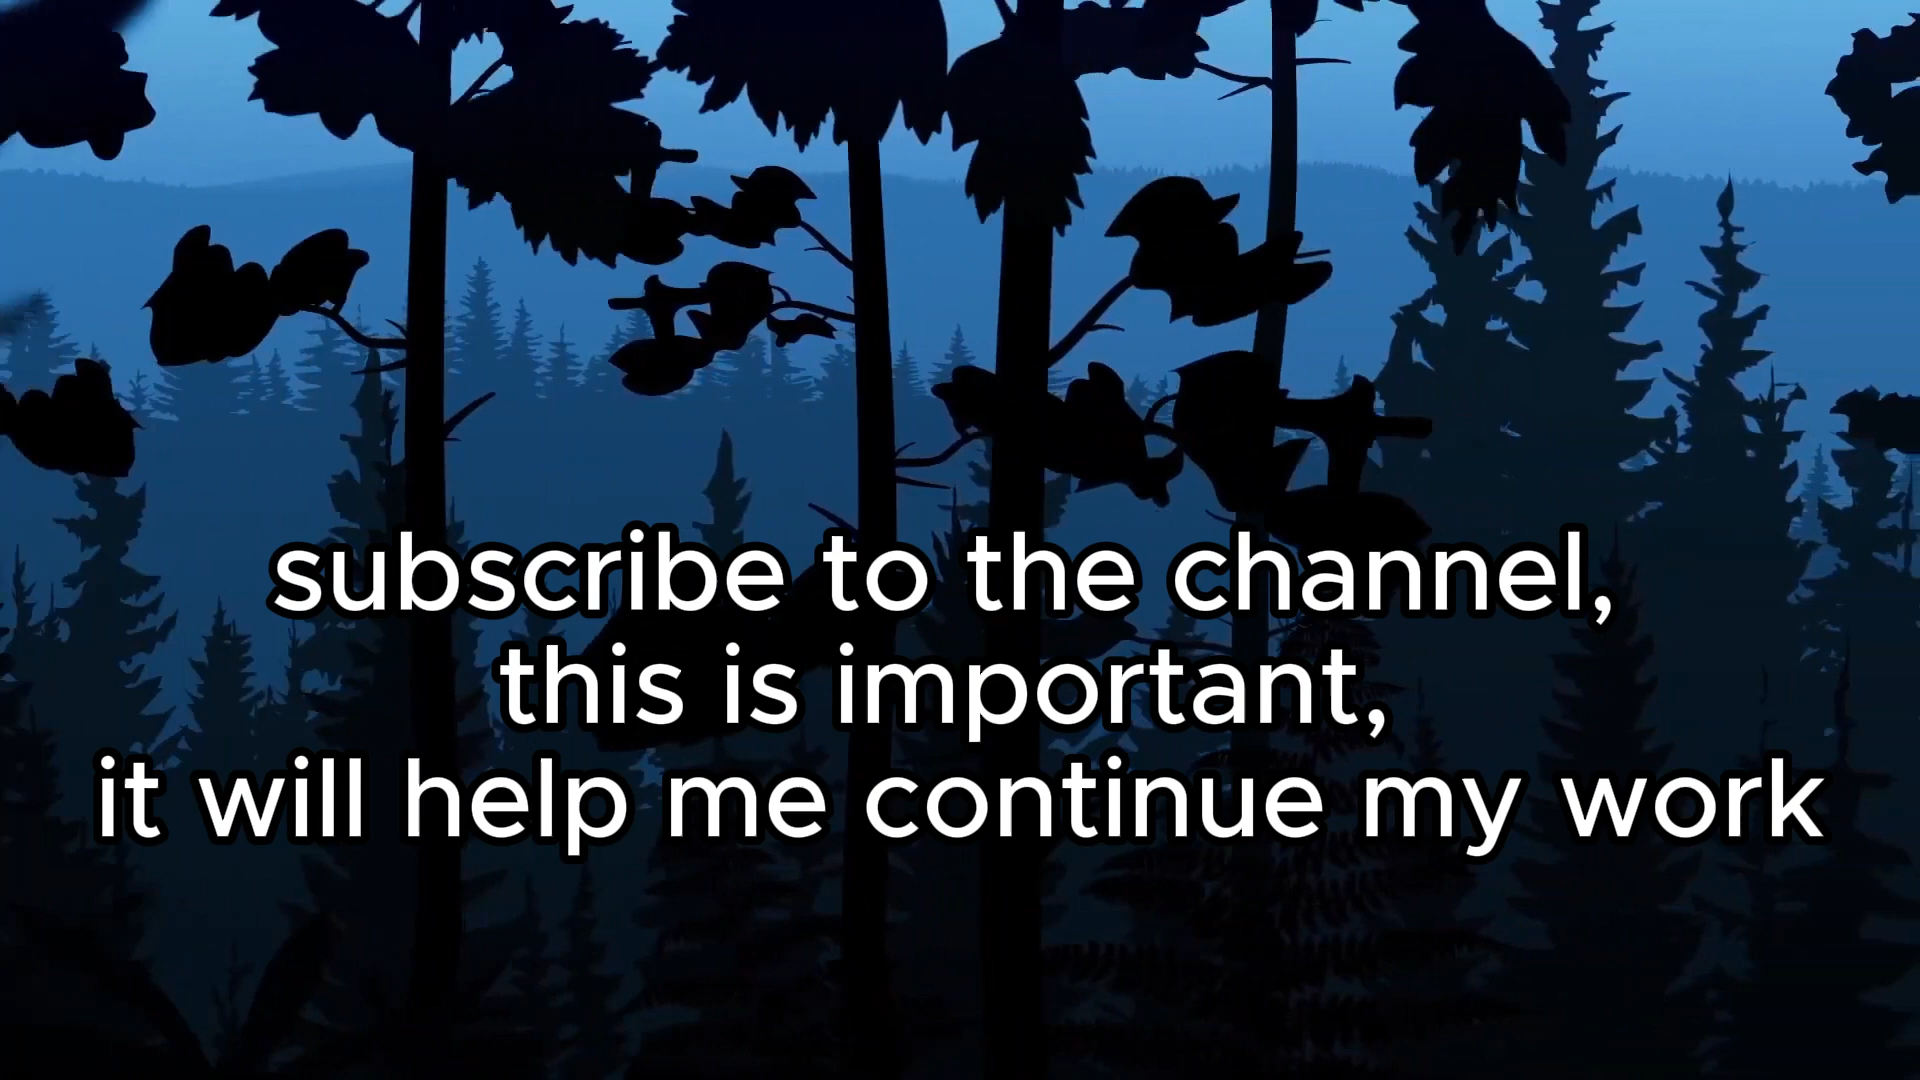 subscribe to the channel,
this is important,
it will help me continue my work